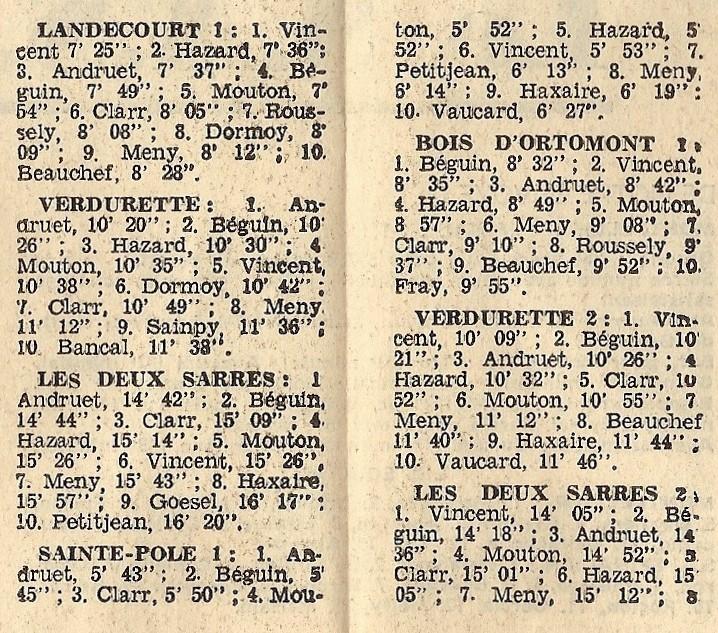 LANDECOURT 1 : 1. Vin-
cent 7' 25" ; 2. Hazard, 7' 36";
3. Andruet, 7' 37" ; 4. Bé-
guin, 7' 49" ; 5. Mouton, 7'
54" ; 6. Clarr, 8' 05" ; 7. Rous-
sely, 8' 08" ; 8. Dormoy, 8'
09" ; 9. Meny, 8' 12" ; 10.
Beauchef, 8' 28".
VERDURETTE : 1. An-
druet, 10' 20" ; 2. Béguin, 10'
26" ; 3. Hazard, 10' 30" ; 4.
Mouton, 10' 35" ; 5. Vincent,
10' 38" ; 6. Dormoy, 10' 42" ;
7. Clarr, 10' 49" ; 8. Meny
11' 12" ; 9. Sainpy, 11' 36" ;
10. Bancal, 11' 38".
LES DEUX SARRES : 1
Andruet, 14' 42" ; 2. Béguin,
14' 44" ; 3. Clarr, 15' 09" ; 4.
Hazard, 15' 14" ; 5. Mouton,
15' 26" ; 6. Vincent, 15' 26",
7. Meny, 15' 43" ; 8. Haxaire,
15' 57" ; 9. Goesel, 16' 17" ;
10. Petitjean, 16' 20".
SAINTE-POLE 1 : 1. An-
druet, 5' 43" ; 2. Béguin, 5'
45" ; 3. Clarr, 5' 50" ; 4. Mou-
ton, 5' 52" ; 5. Hazard, 5'
52" ; 6. Vincent, 5' 53" ; 7.
Petitjean, 6' 13" ; 8. Meny,
6' 14" ; 9. Haxaire, 6' 19" ;
10. Vaucard, 6' 27".
BOIS D'ORTOMONT 1.
1. Béguin, 8' 32" ; 2. Vincent,
8' 35" ; 3. Andruet, 8' 42" ;
4. Hazard, 8' 49" ; 5. Mouton,
8 57" ; 6. Meny, 9' 08" ; 7.
Clarr, 9' 10" ; 8. Roussely, 9'
37" ; 9. Beauchef, 9' 52" ; 10.
Fray, 9' 55".
VERDURETTE 2 : 1. Vin-
cent, 10' 09" ; 2. Béguin, 10'
21" ; 3. Andruet, 10' 26" ; 4
Hazard, 10' 32" ; 5. Clarr, 10
52" ; 6. Mouton, 10' 55" ; 7
Meny, 11' 12" ; 8. Beauchef
11' 40" ; 9. Haxaire, 11' 44" ;
10. Vaucard, 11' 46".
LES DEUX SARRES 2.
1. Vincent, 14' 05" ; 2. Bé-
guin, 14' 18" ; 3. Andruet, 14
36" ; 4. Mouton, 14' 52" ; 5.
Clarr, 15' 01" ; 6. Hazard, 15'
05" ; 7. Meny, 15' 12" ; 8